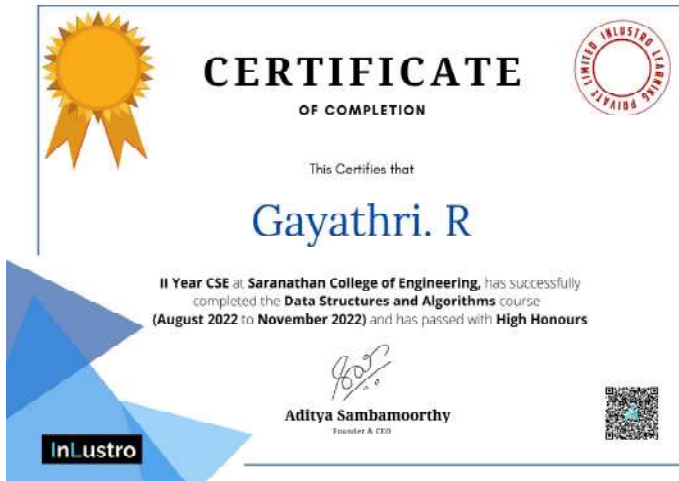 CERTIFICATE
OF COMPLETION
INLUSTRO LEARNING PRIVATE LIMITED
This Certifies that
Gayathri. R
II Year CSE at Saranathan College of Engineering, has successfully
completed the Data Structures and Algorithms course
(August 2022 to November 2022) and has passed with High Honours
Aditya Sambamoorthy
Founder & CEO
InLustro